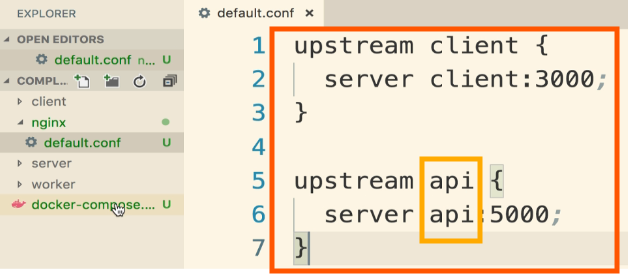 EXPLORER
OPEN EDITORS
default.conf n... U
COMPL...
client
nginx
default.conf U
server
worker
docker-compose.... U
default.conf ×
1 upstream client {
2 server client:3000;
3 }
4
5 upstream api {
6 server api:5000;
7 }